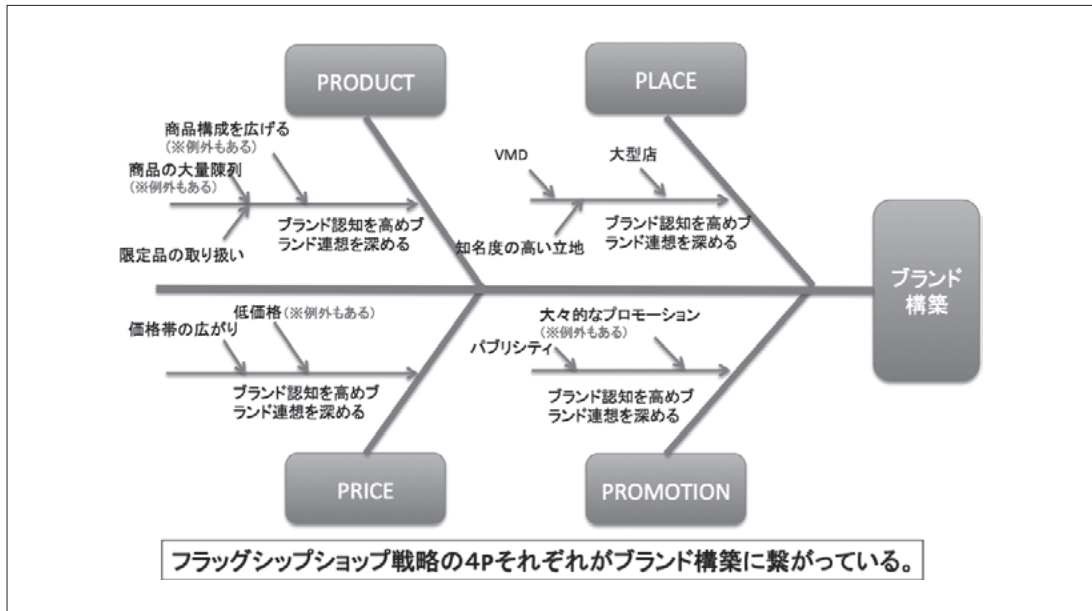 PRODUCT
PLACE
商品構成を広げる
(※例外もある)
商品の大量陳列
(※例外もある)
限定品の取り扱い
ブランド認知を高めブ
ランド連想を深める
VMD
大型店
知名度の高い立地
ブランド認知を高めブ
ランド連想を深める
ブランド
構築
低価格(※例外もある)
価格帯の広がり
ブランド認知を高めブ
ランド連想を深める
大々的なプロモーション
(※例外もある)
パブリシティ
ブランド認知を高めブ
ランド連想を深める
PRICE
PROMOTION
フラッグシップショップ戦略の4Pそれぞれがブランド構築に繋がっている。